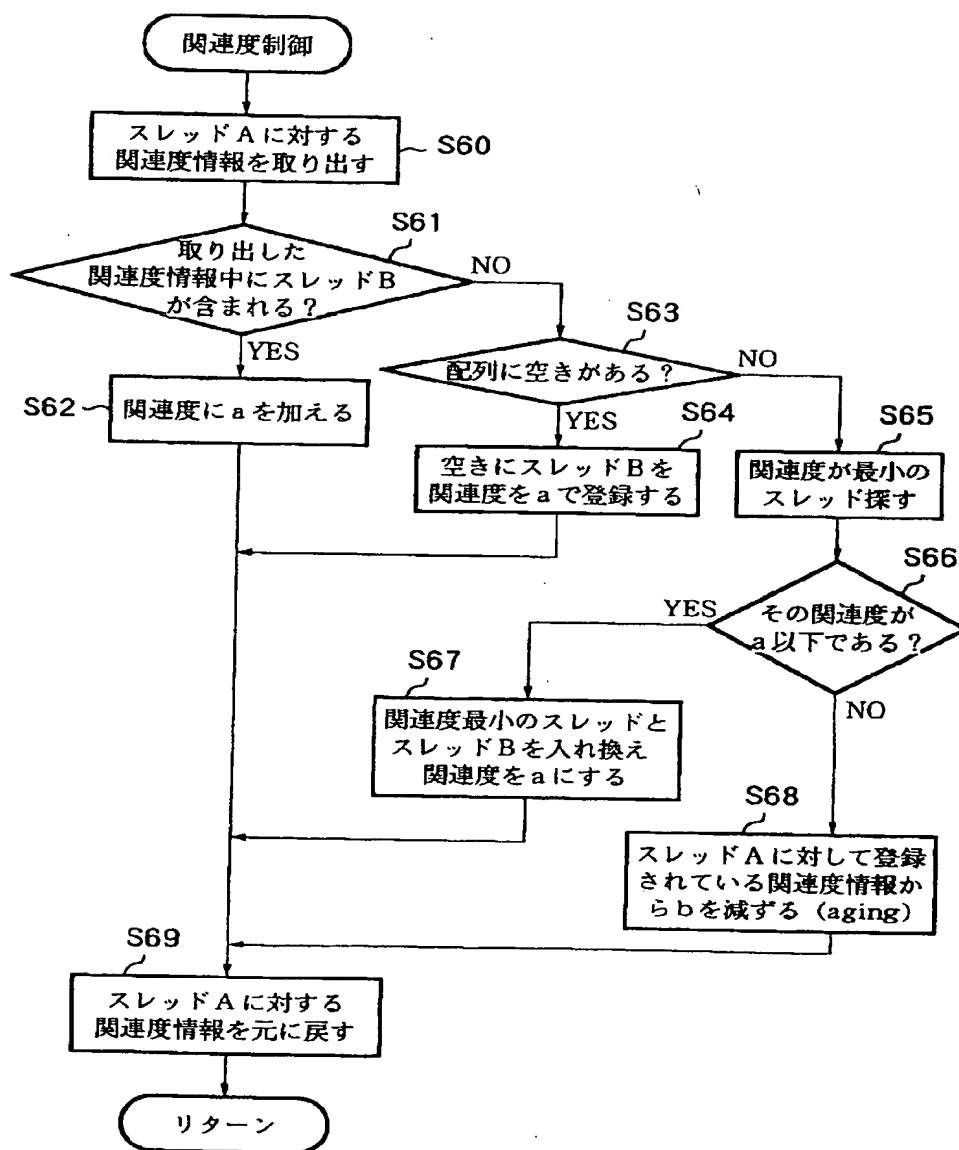 関連度制御
スレッドAに対する
関連度情報を取り出す
S60
S61
取り出した
関連度情報中にスレッドB
が含まれる？
NO
YES
S62
関連度にaを加える
S63
配列に空きがある？
NO
YES
S64
空きにスレッドBを
関連度をaで登録する
S65
関連度が最小の
スレッド探す
S66
その関連度が
a以下である？
YES
NO
S67
関連度最小のスレッドと
スレッドBを入れ換え
関連度をaにする
S68
スレッドAに対して登録
されている関連度情報か
らbを減ずる (aging)
S69
スレッドAに対する
関連度情報を元に戻す
リターン